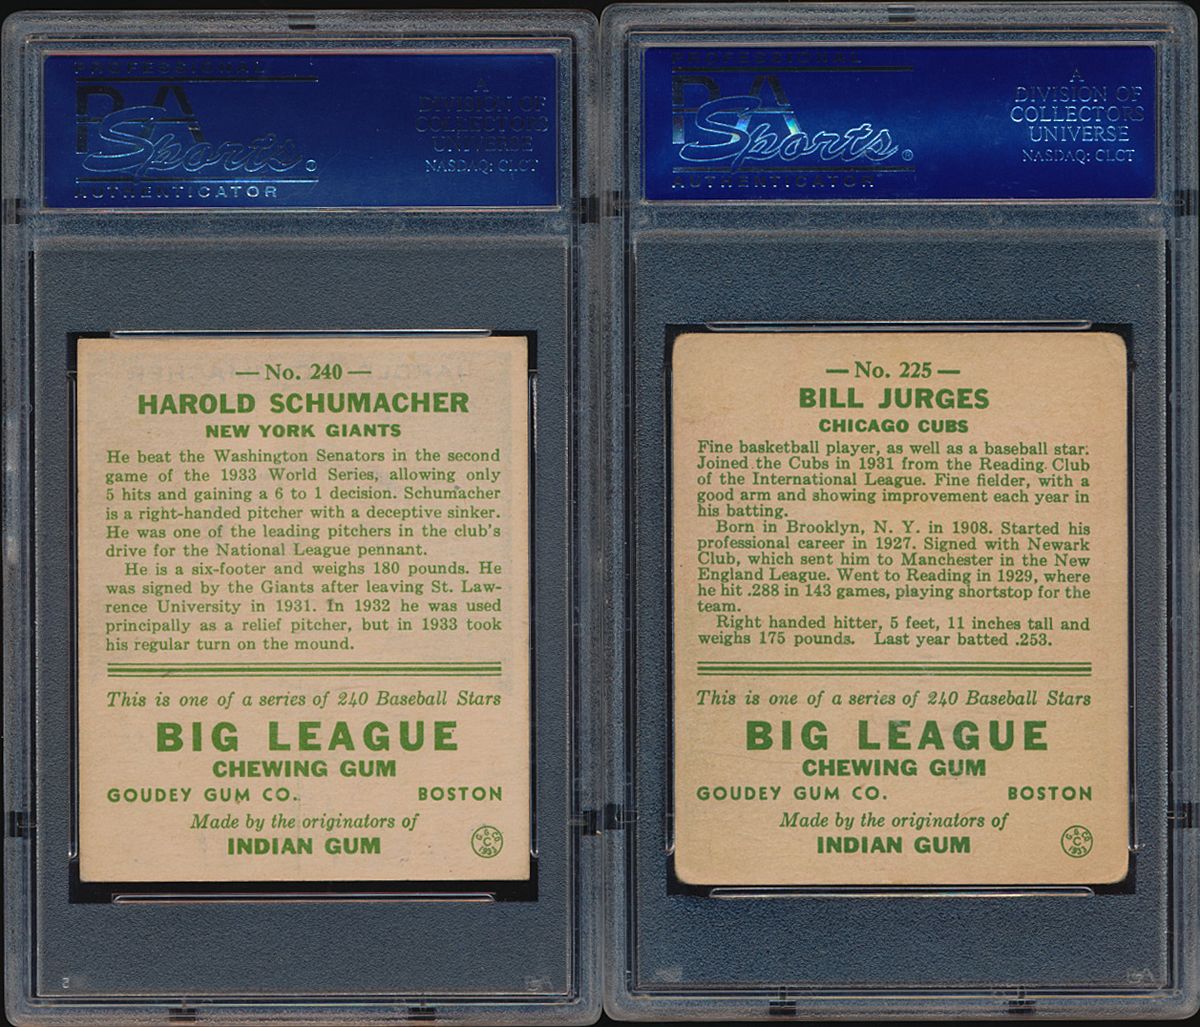 PROFESSIONAL
PSA
Sports®
AUTHENTICATOR
A
DIVISION OF
COLLECTORS
UNIVERSE
NASDAQ: CLCT
— No. 240 —
HAROLD SCHUMACHER
NEW YORK GIANTS
He beat the Washington Senators in the second
game of the 1933 World Series, allowing only
5 hits and gaining a 6 to 1 decision. Schumacher
is a right-handed pitcher with a deceptive sinker.
He was one of the leading pitchers in the club's
drive for the National League pennant.
He is a six-footer and weighs 180 pounds. He
was signed by the Giants after leaving St. Law-
rence University in 1931. In 1932 he was used
principally as a relief pitcher, but in 1933 took
his regular turn on the mound.
This is one of a series of 240 Baseball Stars
BIG LEAGUE
CHEWING GUM
GOUDEY GUM CO. BOSTON
Made by the originators of
INDIAN GUM
G.G.CO.
C
1933
PROFESSIONAL
PSA
Sports®
AUTHENTICATOR
A
DIVISION OF
COLLECTORS
UNIVERSE
NASDAQ: CLCT
— No. 225 —
BILL JURGES
CHICAGO CUBS
Fine basketball player, as well as a baseball star.
Joined the Cubs in 1931 from the Reading Club
of the International League. Fine fielder, with a
good arm and showing improvement each year in
his batting.
Born in Brooklyn, N. Y. in 1908. Started his
professional career in 1927. Signed with Newark
Club, which sent him to Manchester in the New
England League. Went to Reading in 1929, where
he hit .288 in 143 games, playing shortstop for the
team.
Right handed hitter, 5 feet, 11 inches tall and
weighs 175 pounds. Last year batted .253.
This is one of a series of 240 Baseball Stars
BIG LEAGUE
CHEWING GUM
GOUDEY GUM CO. BOSTON
Made by the originators of
INDIAN GUM
G.G.CO.
C
1933